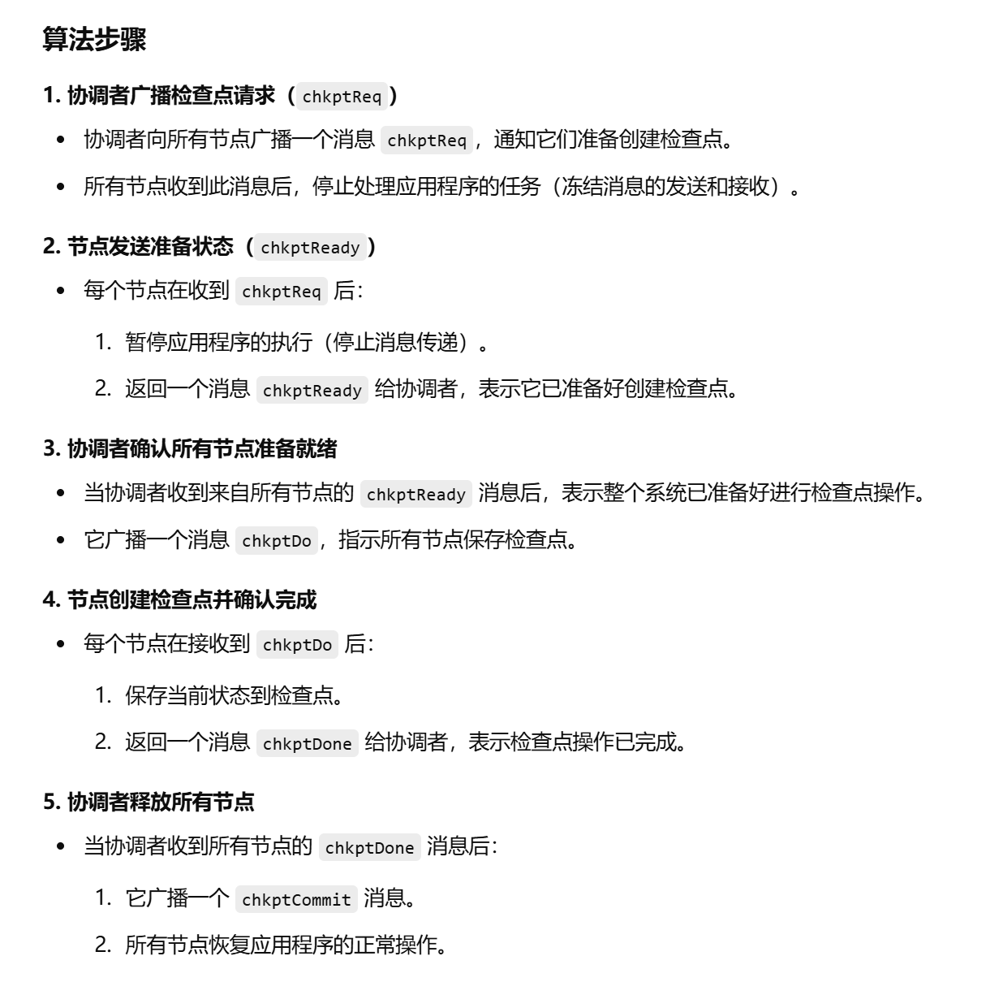 算法步骤
1. 协调者广播检查点请求（chkptReq）
• 协调者向所有节点广播一个消息 chkptReq，通知它们准备创建检查点。
• 所有节点收到此消息后，停止处理应用程序的任务（冻结消息的发送和接收）。
2. 节点发送准备状态（chkptReady）
• 每个节点在收到 chkptReq 后：
1. 暂停应用程序的执行（停止消息传递）。
2. 返回一个消息 chkptReady 给协调者，表示它已准备好创建检查点。
3. 协调者确认所有节点准备就绪
• 当协调者收到来自所有节点的 chkptReady 消息后，表示整个系统已准备好进行检查点操作。
• 它广播一个消息 chkptDo，指示所有节点保存检查点。
4. 节点创建检查点并确认完成
• 每个节点在接收到 chkptDo 后：
1. 保存当前状态到检查点。
2. 返回一个消息 chkptDone 给协调者，表示检查点操作已完成。
5. 协调者释放所有节点
• 当协调者收到所有节点的 chkptDone 消息后：
1. 它广播一个 chkptCommit 消息。
2. 所有节点恢复应用程序的正常操作。